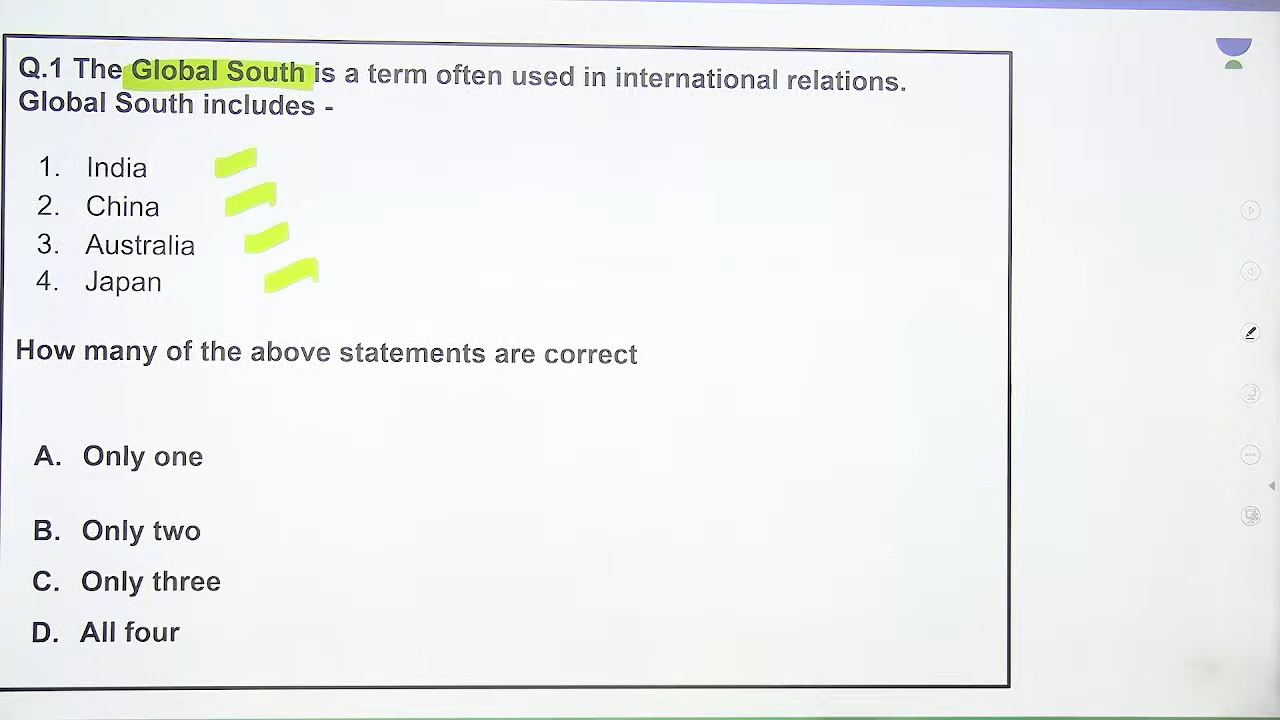 Q.1 The Global South is a term often used in international relations.
Global South includes -
1. India
2. China
3. Australia
4. Japan
How many of the above statements are correct
A. Only one
B. Only two
C. Only three
D. All four